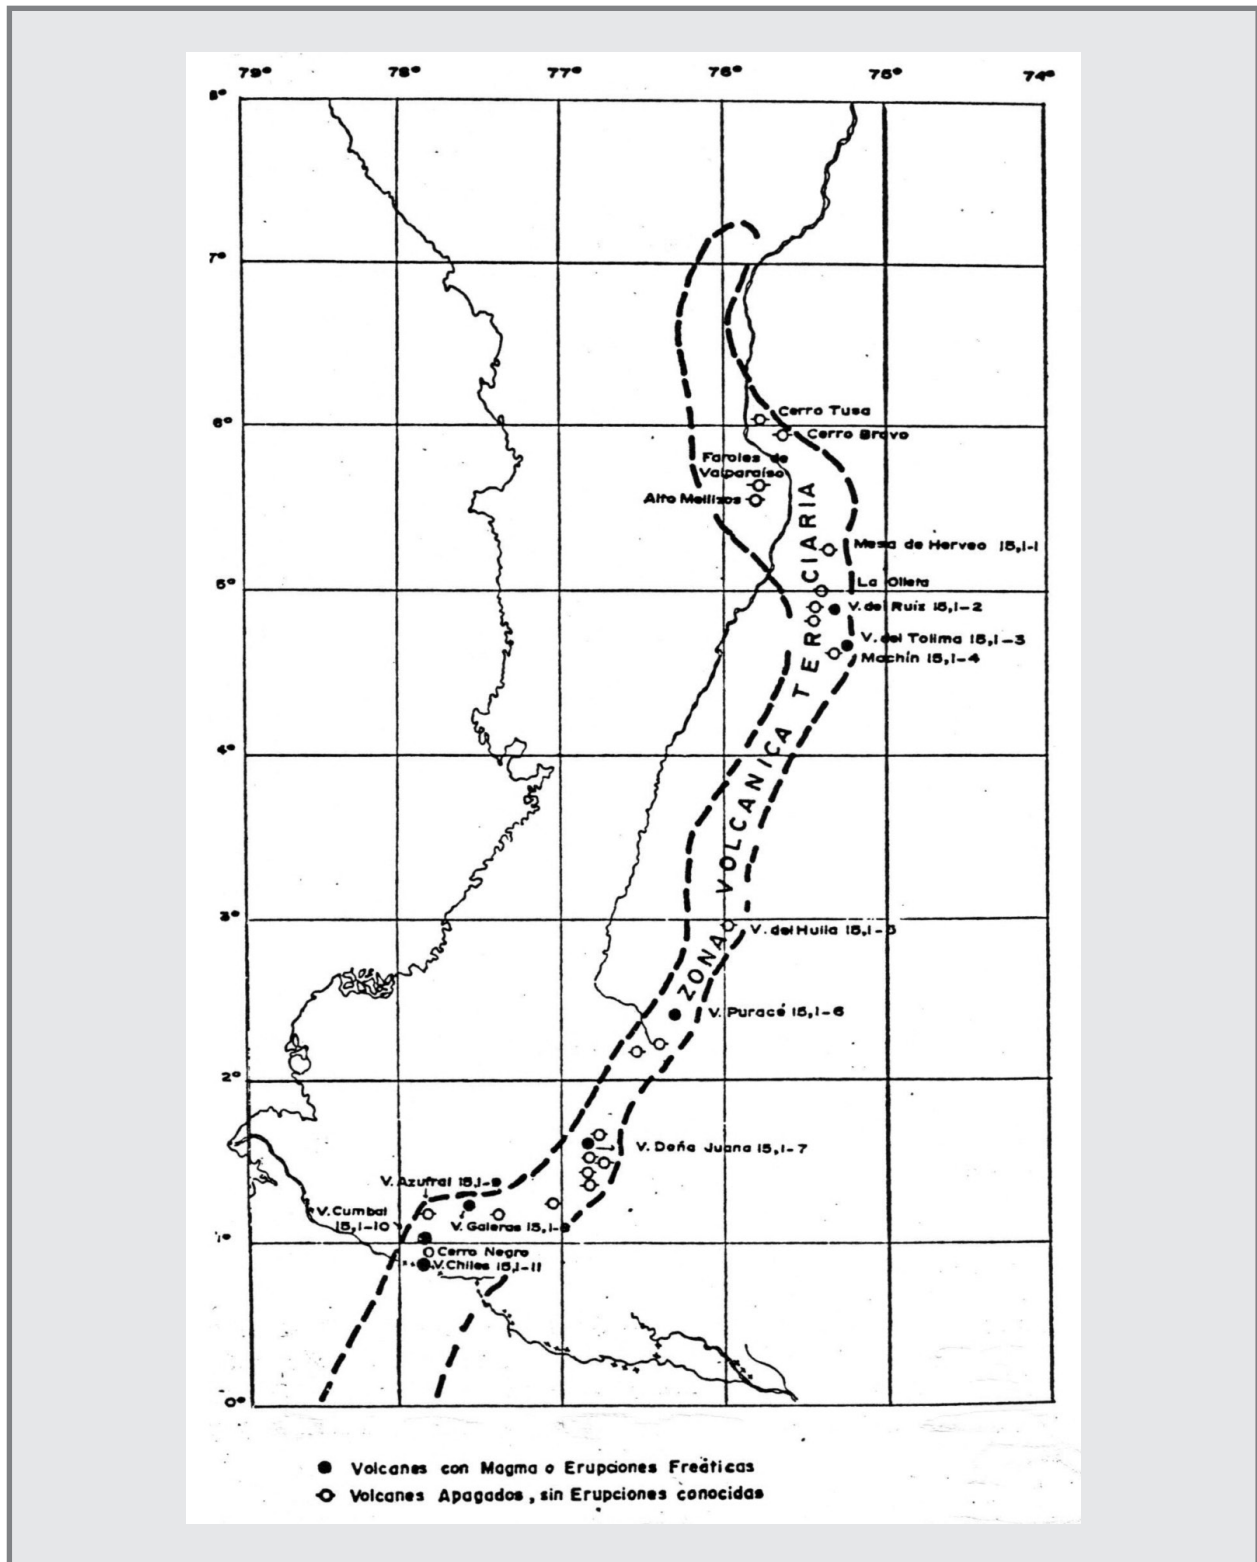 79° 78° 77° 76° 75° 74°
8°
7°
6°
5°
4°
3°
2°
1°
0°
Cerro Tusa
Cerro Bravo
Faroles de
Valparaíso
Alto Mellizos
Mesa de Herveo 15,1-1
La Olleta
V. del Ruiz 15,1-2
V. del Tolima 15,1-3
Machín 15,1-4
ZONA VOLCANICA TERCIARIA
V. del Huila 15,1-5
V. Puracé 15,1-6
V. Doña Juana 15,1-7
V. Azufral 15,1-9
V. Cumbal
15,1-10
V. Galeras 15,1-
Cerro Negro
V. Chiles 15,1-11
Volcanes con Magma o Erupciones Freáticas
Volcanes Apagados, sin Erupciones conocidas